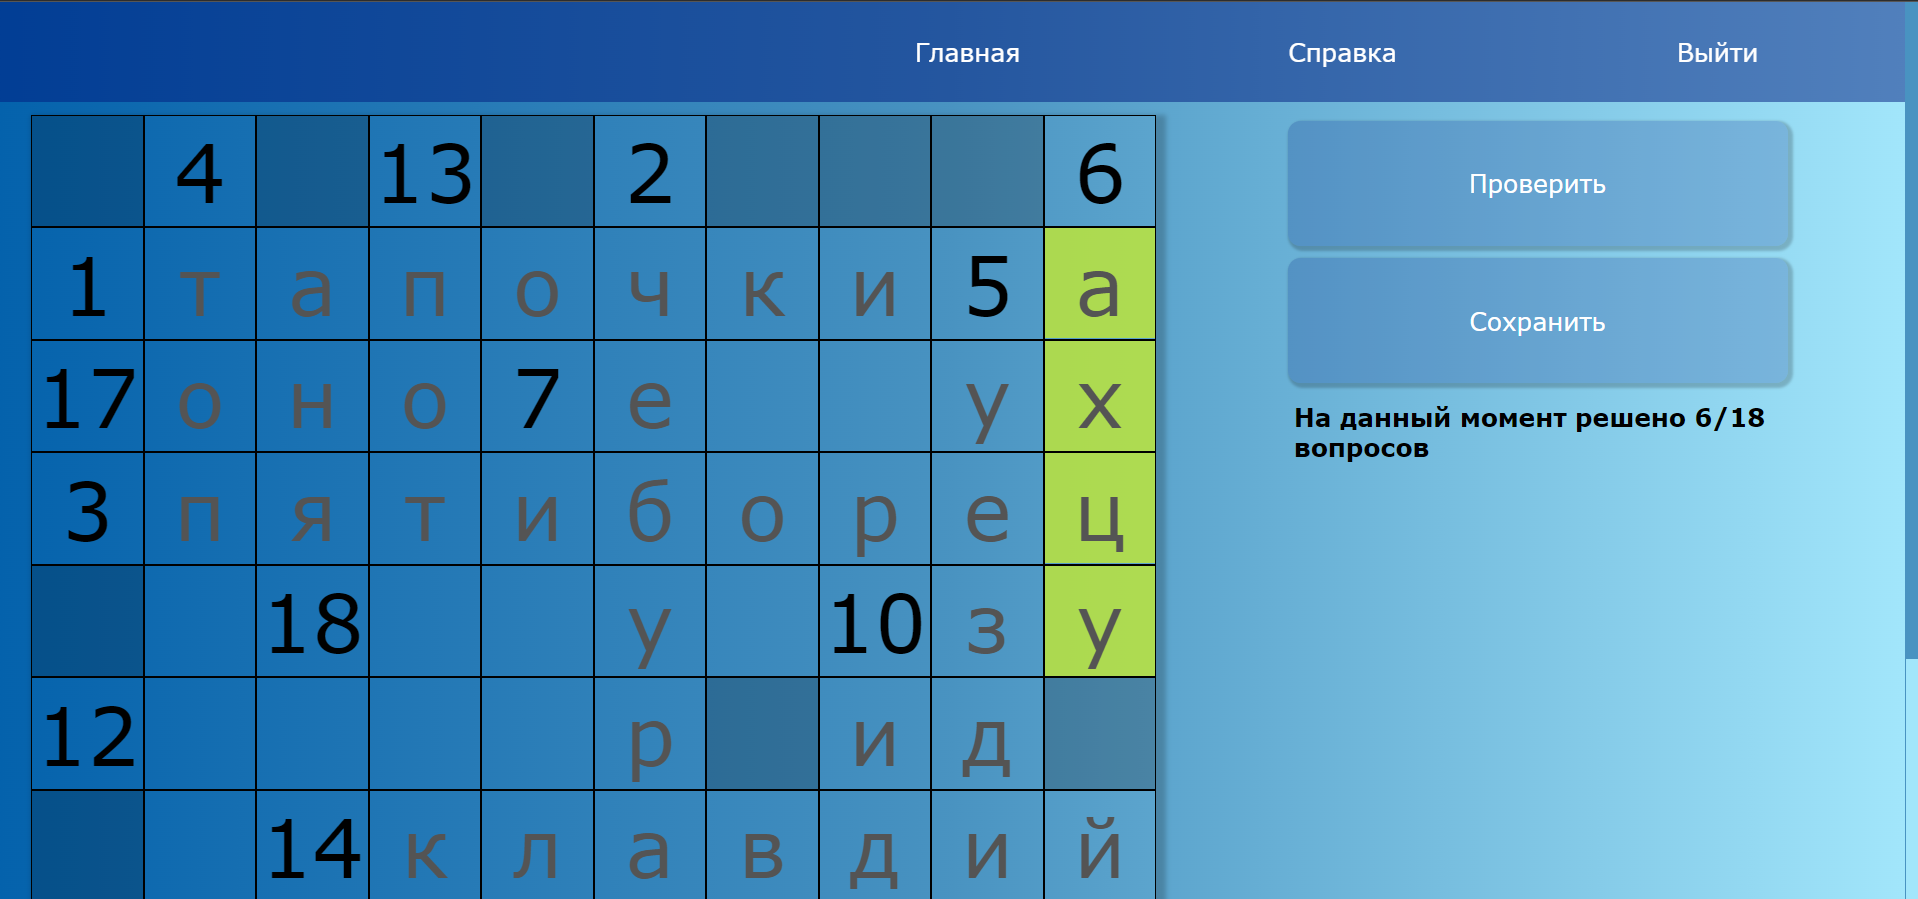 Главная Справка Выйти
4 13 2 6
1 т а п о ч к и 5 а
17 о н о 7 е у х
3 п я т и б о р е ц
18 у 10 з у
12 р и д
14 к л а в д и й
Проверить
Сохранить
На данный момент решено 6/18
вопросов